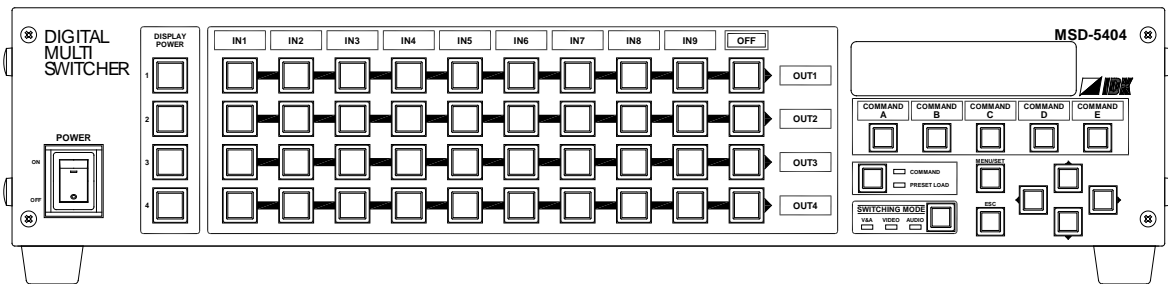 DIGITAL
MULTI
SWITCHER
POWER
ON
OFF
DISPLAY
POWER
1
2
3
4
IN1 IN2 IN3 IN4 IN5 IN6 IN7 IN8 IN9 OFF
OUT1
OUT2
OUT3
OUT4
MSD-5404
IDK
COMMAND A
COMMAND B
COMMAND C
COMMAND D
COMMAND E
COMMAND
PRESET LOAD
SWITCHING MODE
V&A VIDEO AUDIO
MENU/SET
ESC